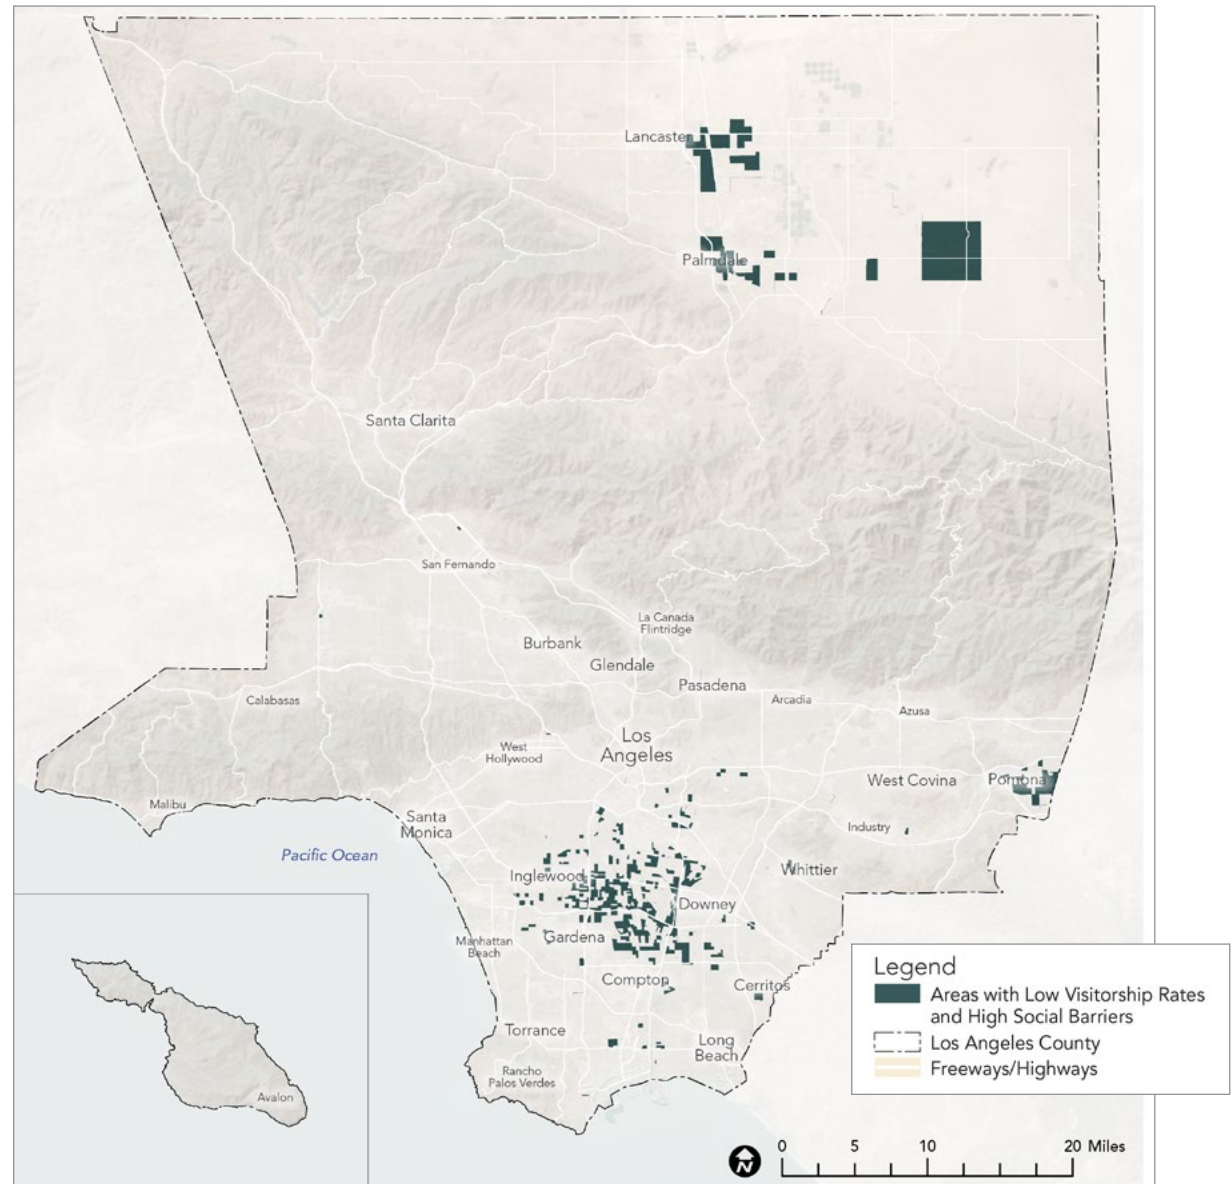 Lancaster
Palmdale
Santa Clarita
San Fernando
La Canada
Flintridge
Burbank
Glendale
Pasadena
Arcadia
Azusa
Calabasas
West
Hollywood
Los
Angeles
West Covina
Pomona
Malibu
Santa
Monica
Industry
Pacific Ocean
Inglewood
Whittier
Downey
Manhattan
Beach
Gardena
Compton
Cerritos
Torrance
Long
Beach
Rancho
Palos Verdes
Avalon
Legend
Areas with Low Visitorship Rates
and High Social Barriers
Los Angeles County
Freeways/Highways
N
0 5 10 20 Miles